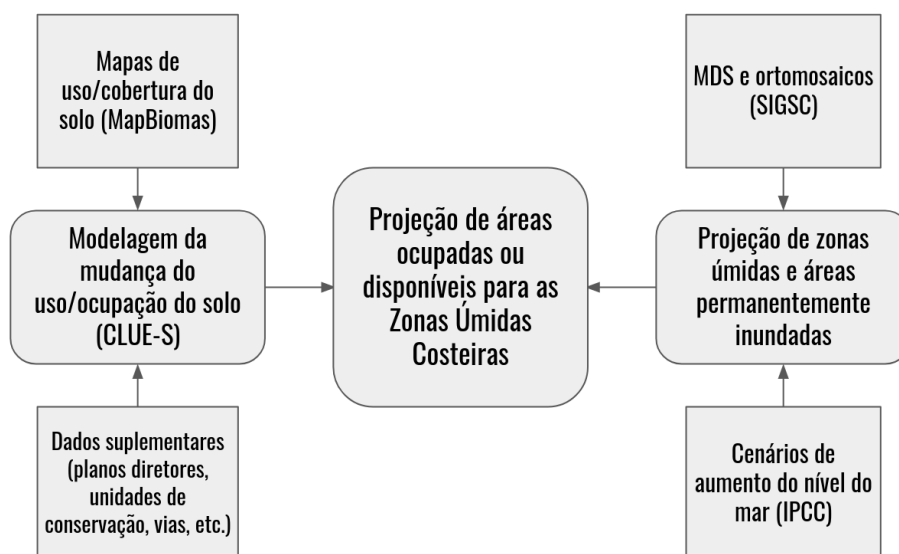 Mapas de
uso/cobertura do
solo (MapBiomas)
MDS e ortomosaicos
(SIGSC)
Modelagem da
mudança do
uso/ocupação do solo
(CLUE-S)
Projeção de áreas
ocupadas ou
disponíveis para as
Zonas Úmidas
Costeiras
Projeção de zonas
úmidas e áreas
permanentemente
inundadas
Dados suplementares
(planos diretores,
unidades de
conservação, vias, etc.)
Cenários de
aumento do nível do
mar (IPCC)